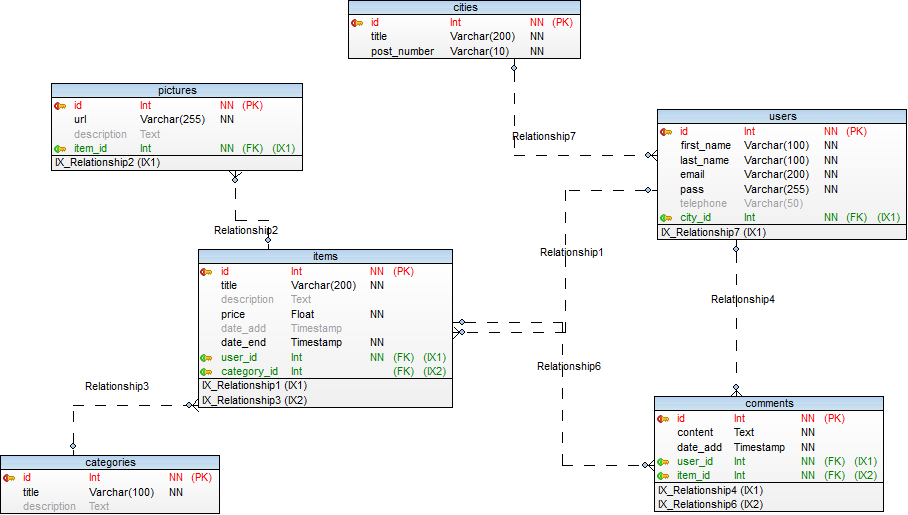 cities
id Int NN (PK)
title Varchar(200) NN
post_number Varchar(10) NN
pictures
id Int NN (PK)
url Varchar(255) NN
description Text
item_id Int NN (FK) (IX1)
IX_Relationship2 (IX1)
Relationship7
users
id Int NN (PK)
first_name Varchar(100) NN
last_name Varchar(100) NN
email Varchar(200) NN
pass Varchar(255) NN
telephone Varchar(50)
city_id Int NN (FK) (IX1)
IX_Relationship7 (IX1)
Relationship2
Relationship1
items
id Int NN (PK)
title Varchar(200) NN
description Text
price Float NN
date_add Timestamp
date_end Timestamp NN
user_id Int NN (FK) (IX1)
category_id Int (FK) (IX2)
IX_Relationship1 (IX1)
IX_Relationship3 (IX2)
Relationship4
Relationship6
Relationship3
comments
id Int NN (PK)
content Text NN
date_add Timestamp NN
user_id Int NN (FK) (IX1)
item_id Int NN (FK) (IX2)
IX_Relationship4 (IX1)
IX_Relationship6 (IX2)
categories
id Int NN (PK)
title Varchar(100) NN
description Text